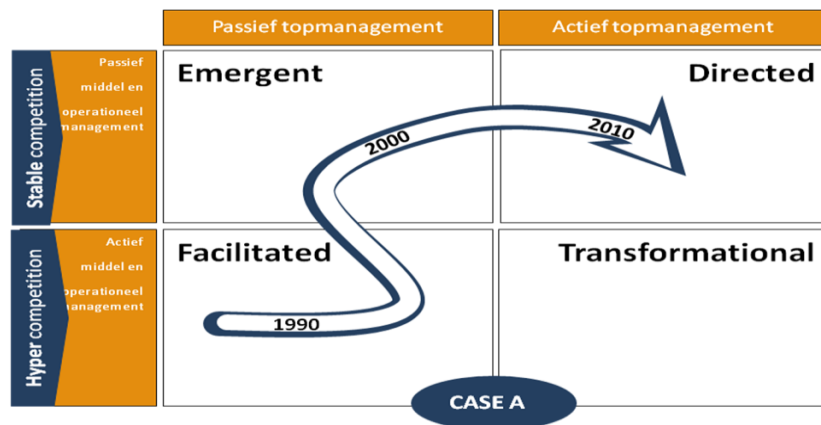 Passief topmanagement
Actief topmanagement
Stable competition
Passief
middel en
operationeel
management
Emergent
Directed
2000
2010
Hyper competition
Actief
middel en
operationeel
management
Facilitated
Transformational
1990
CASE A